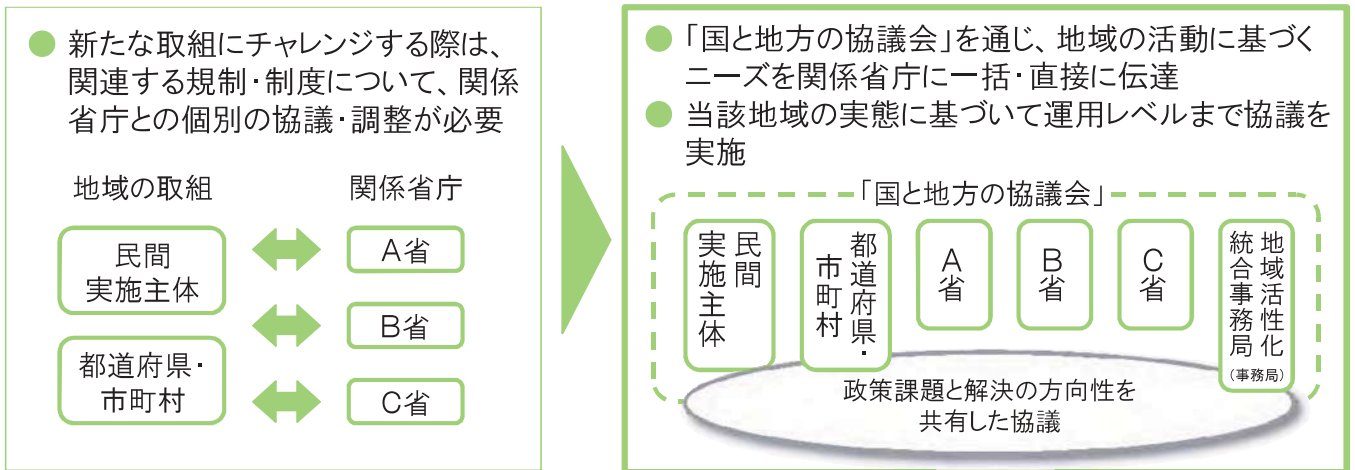 ● 新たな取組にチャレンジする際は、
関連する規制・制度について、関係
省庁との個別の協議・調整が必要
地域の取組
関係省庁
民間
実施主体
都道府県・
市町村
A省
B省
C省
● 「国と地方の協議会」を通じ、地域の活動に基づく
ニーズを関係省庁に一括・直接に伝達
● 当該地域の実態に基づいて運用レベルまで協議を
実施
「国と地方の協議会」
民間
実施主体
都道府県・
市町村
A省
B省
C省
地域活性化
統合事務局
(事務局)
政策課題と解決の方向性を
共有した協議